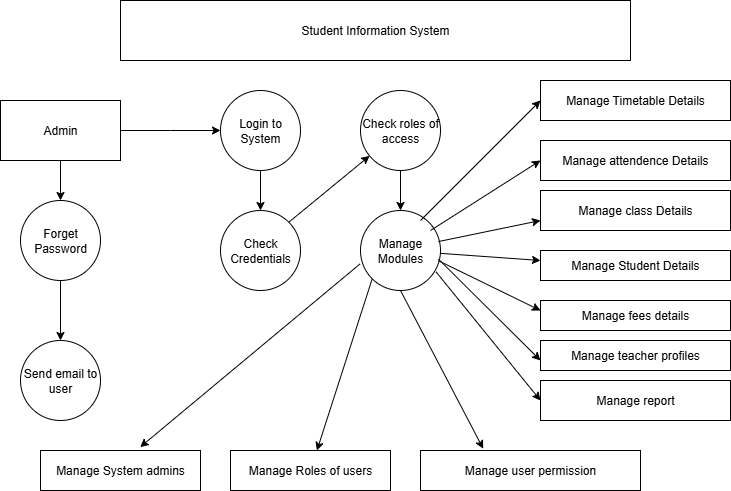 Student Information System
Admin
Login to
System
Check roles of
access
Manage Timetable Details
Manage attendence Details
Manage class Details
Forget
Password
Check
Credentials
Manage
Modules
Manage Student Details
Manage fees details
Manage teacher profiles
Send email to
user
Manage report
Manage System admins
Manage Roles of users
Manage user permission